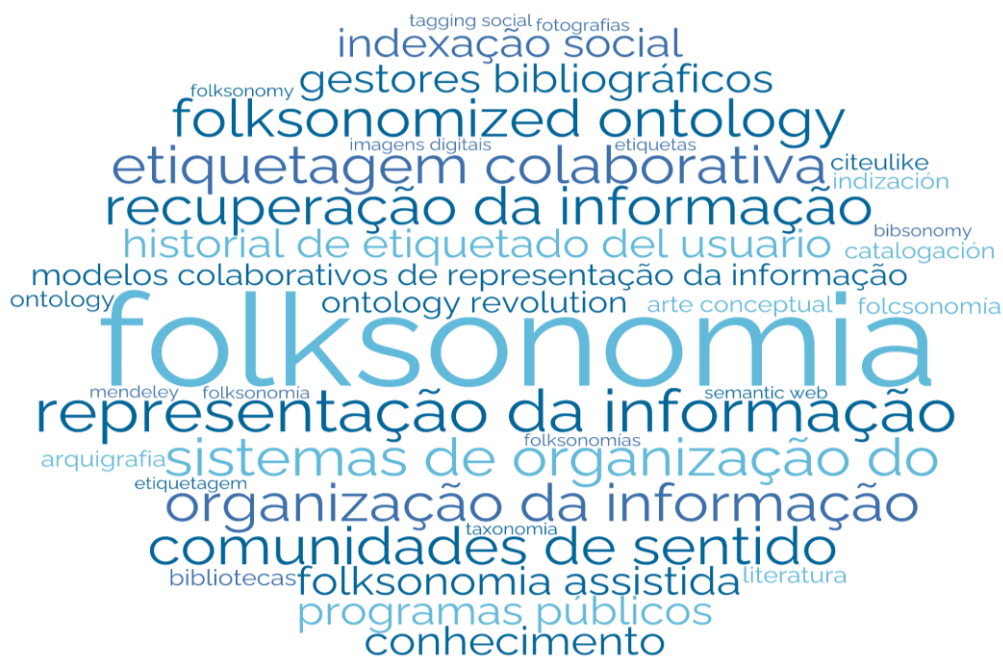 tagging social fotografias
indexação social
gestores bibliográficos
folksonomy
folksonomized ontology
imagens digitais etiquetas
etiquetagem colaborativa citeulike
indización
recuperação da informação
bibsonomy
historial de etiquetado del usuario catalogación
modelos colaborativos de representação da informação
ontology ontology revolution arte conceptual folcsonomía
folksonomia
mendeley folksonomía semantic web
representação da informação
folksonomías
arquigrafia sistemas de organização do
etiquetagem
organização da informação
taxonomia
comunidades de sentido
bibliotecas folksonomia assistida literatura
programas públicos
conhecimento